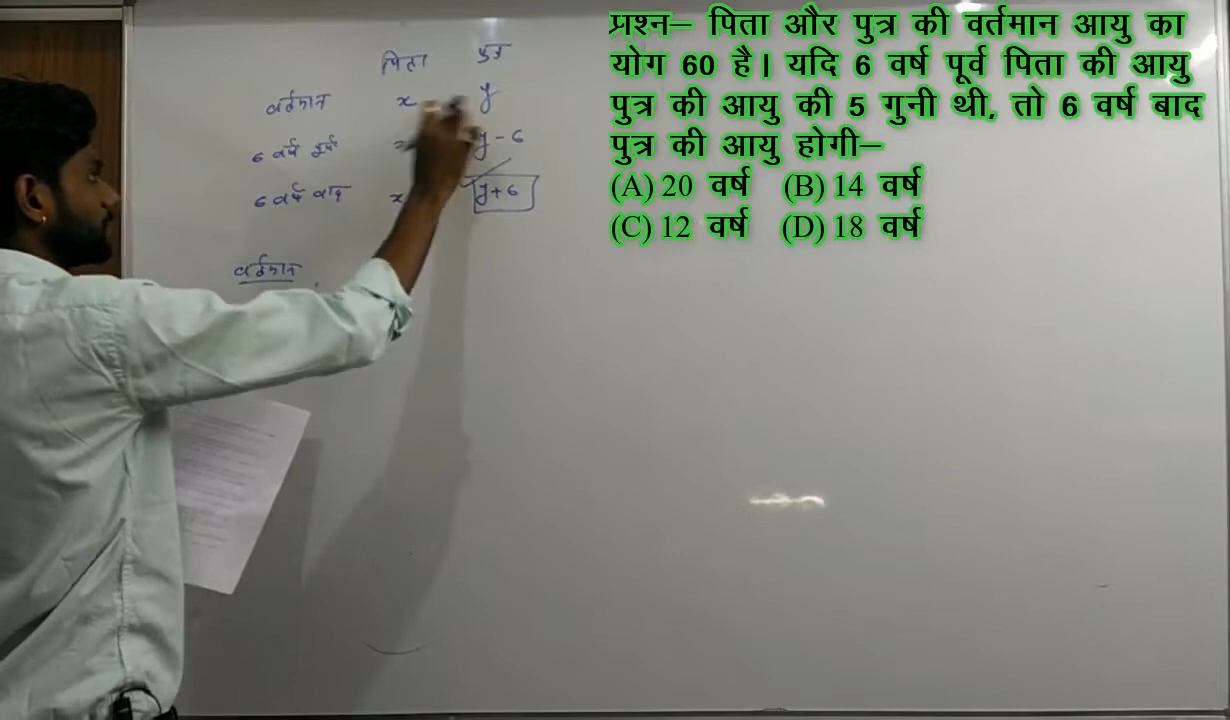 पिता पुत्र
वर्तमान x y
6 वर्ष पूर्व y - 6
6 वर्ष बाद x y + 6
वर्तमान
प्रश्न– पिता और पुत्र की वर्तमान आयु का
योग 60 है। यदि 6 वर्ष पूर्व पिता की आयु
पुत्र की आयु की 5 गुनी थी, तो 6 वर्ष बाद
पुत्र की आयु होगी–
(A) 20 वर्ष (B) 14 वर्ष
(C) 12 वर्ष (D) 18 वर्ष